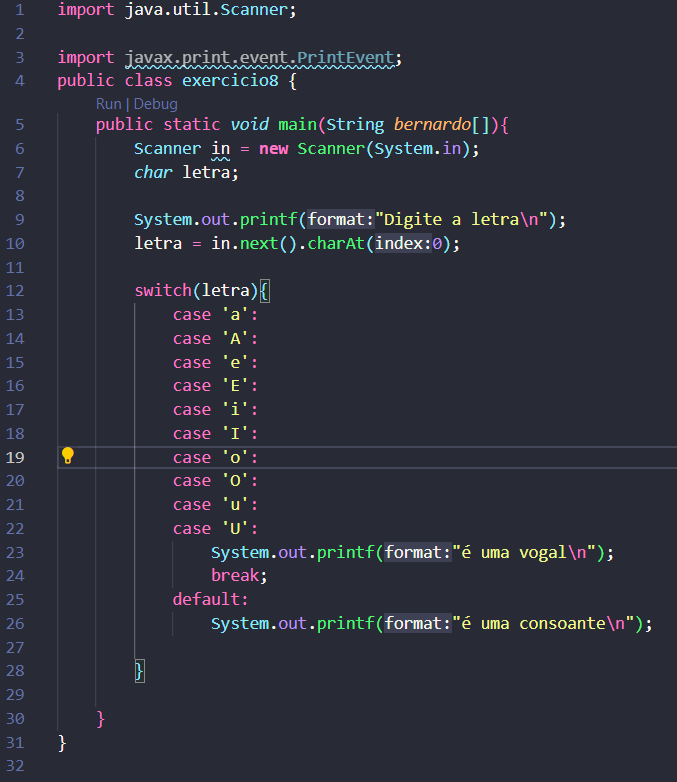 1 import java.util.Scanner;
2
3 import javax.print.event.PrintEvent;
4 public class exercicio8 {
Run | Debug
5 public static void main(String bernardo[]){
6 Scanner in = new Scanner(System.in);
7 char letra;
8
9 System.out.printf(format:"Digite a letra\n");
10 letra = in.next().charAt(index:0);
11
12 switch(letra){
13 case 'a':
14 case 'A':
15 case 'e':
16 case 'E':
17 case 'i':
18 case 'I':
19 case 'o':
20 case 'O':
21 case 'u':
22 case 'U':
23 System.out.printf(format:"é uma vogal\n");
24 break;
25 default:
26 System.out.printf(format:"é uma consoante\n");
27
28 }
29
30 }
31 }
32